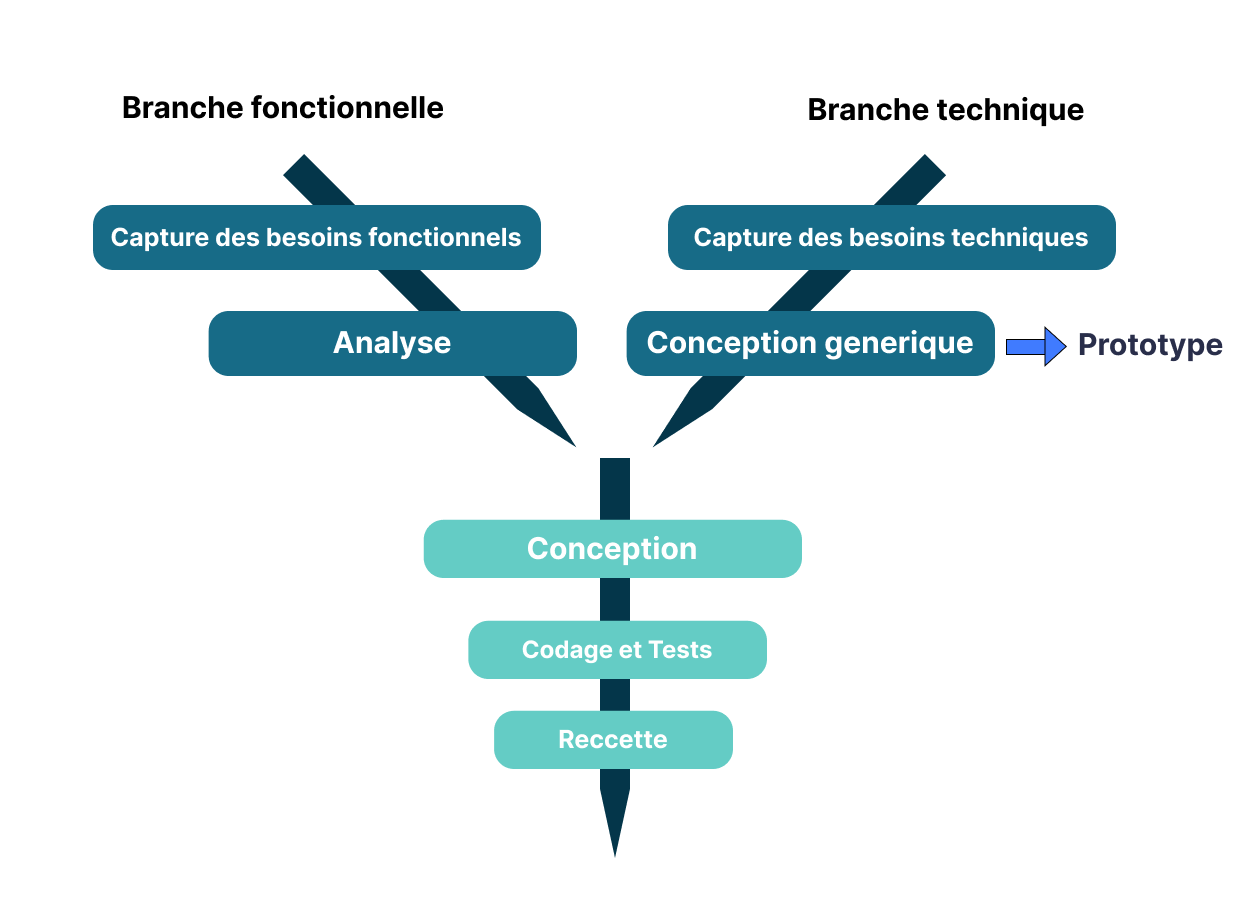 Branche fonctionnelle
Branche technique
Capture des besoins fonctionnels
Capture des besoins techniques
Analyse
Conception generique
Prototype
Conception
Codage et Tests
Reccette